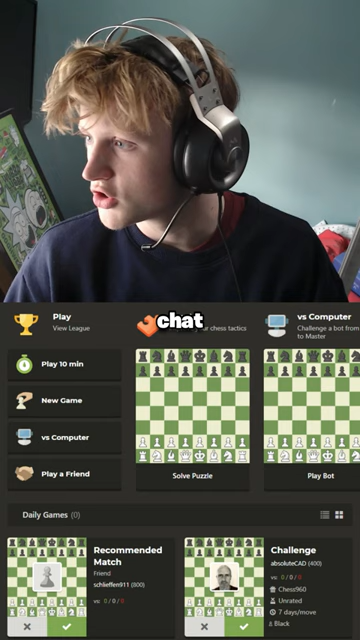 chat
Play
View League
ur chess tactics
vs Computer
Challenge a bot from
to Master
Play 10 min
New Game
vs Computer
Play a Friend
Solve Puzzle
Play Bot
Daily Games (0)
Recommended
Match
Friend
schlieffen911 (800)
vs: 0 / 0 / 0
Challenge
absoluteCAD (400)
vs: 0 / 0 / 0
Chess960
Unrated
7 days/move
Black